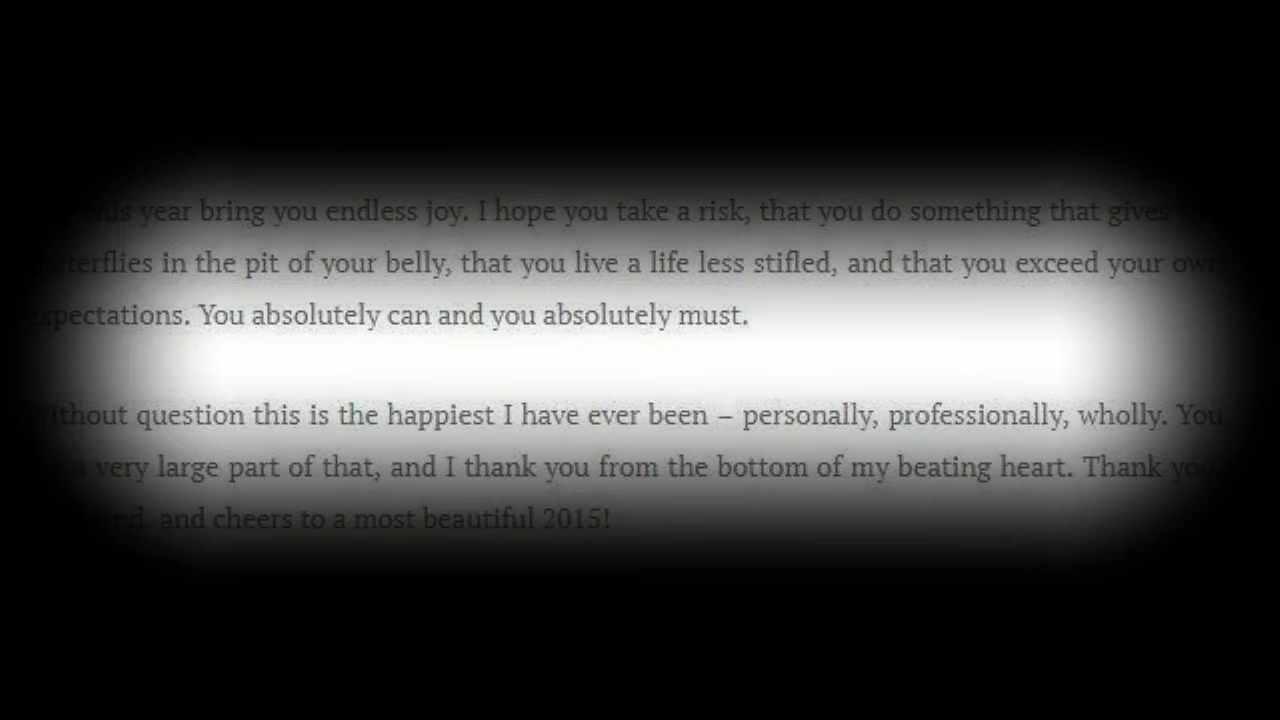 this year bring you endless joy. I hope you take a risk, that you do something that gives
butterflies in the pit of your belly, that you live a life less stifled, and that you exceed your own
expectations. You absolutely can and you absolutely must.
Without question this is the happiest I have ever been – personally, professionally, wholly. You
a very large part of that, and I thank you from the bottom of my beating heart. Thank you
and cheers to a most beautiful 2015!